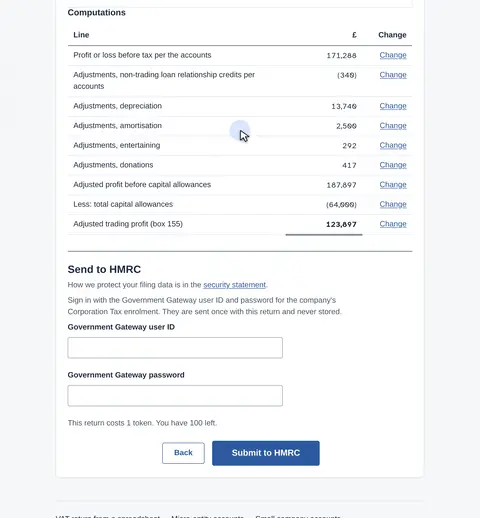 Computations
Line £ Change
Profit or loss before tax per the accounts 171,288 Change
Adjustments, non-trading loan relationship credits per (340) Change
accounts
Adjustments, depreciation 13,740 Change
Adjustments, amortisation 2,500 Change
Adjustments, entertaining 292 Change
Adjustments, donations 417 Change
Adjusted profit before capital allowances 187,897 Change
Less: total capital allowances (64,000) Change
Adjusted trading profit (box 155) 123,897 Change
Send to HMRC
How we protect your filing data is in the security statement.
Sign in with the Government Gateway user ID and password for the company's
Corporation Tax enrolment. They are sent once with this return and never stored.
Government Gateway user ID
Government Gateway password
This return costs 1 token. You have 100 left.
Back Submit to HMRC